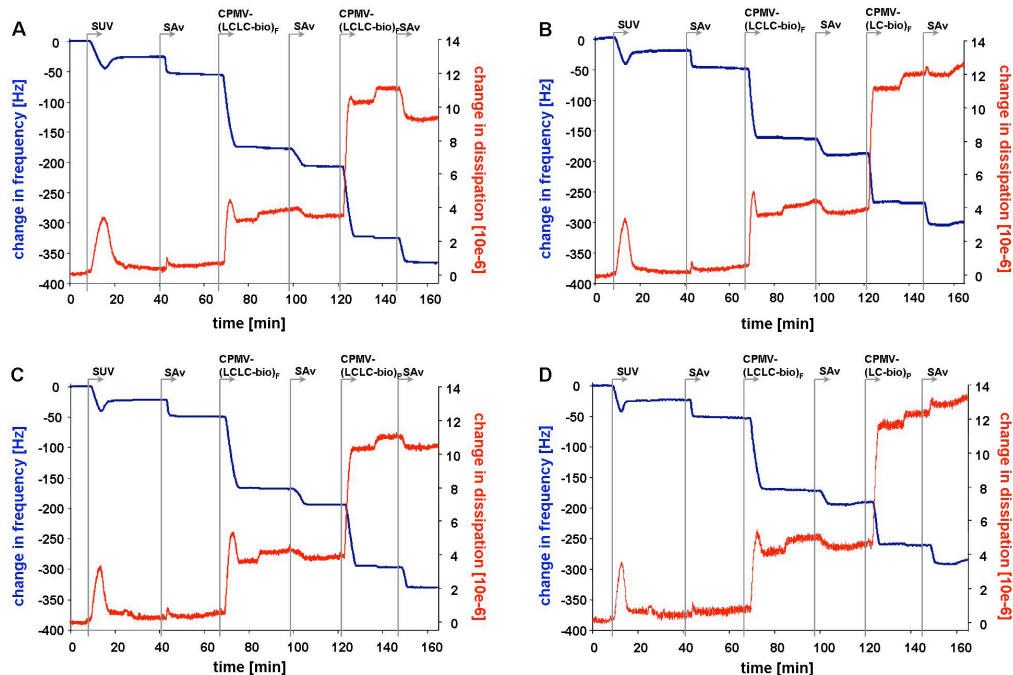 A
SUV
SAv
CPMV-
(LCLC-bio)F
SAv
CPMV-
(LCLC-bio)F
SAv
change in frequency [Hz]
0
-50
-100
-150
-200
-250
-300
-350
-400
14
12
10
8
6
4
2
0
change in dissipation [10e-6]
0 20 40 60 80 100 120 140 160
time [min]
B
SUV
SAv
CPMV-
(LCLC-bio)F
SAv
CPMV-
(LC-bio)F
SAv
change in frequency [Hz]
0
-50
-100
-150
-200
-250
-300
-350
-400
14
12
10
8
6
4
2
0
change in dissipation [10e-6]
0 20 40 60 80 100 120 140 160
time [min]
C
SUV
SAv
CPMV-
(LCLC-bio)F
SAv
CPMV-
(LCLC-bio)P
SAv
change in frequency [Hz]
0
-50
-100
-150
-200
-250
-300
-350
-400
14
12
10
8
6
4
2
0
change in dissipation [10e-6]
0 20 40 60 80 100 120 140 160
time [min]
D
SUV
SAv
CPMV-
(LCLC-bio)F
SAv
CPMV-
(LC-bio)P
SAv
change in frequency [Hz]
0
-50
-100
-150
-200
-250
-300
-350
-400
14
12
10
8
6
4
2
0
change in dissipation [10e-6]
0 20 40 60 80 100 120 140 160
time [min]